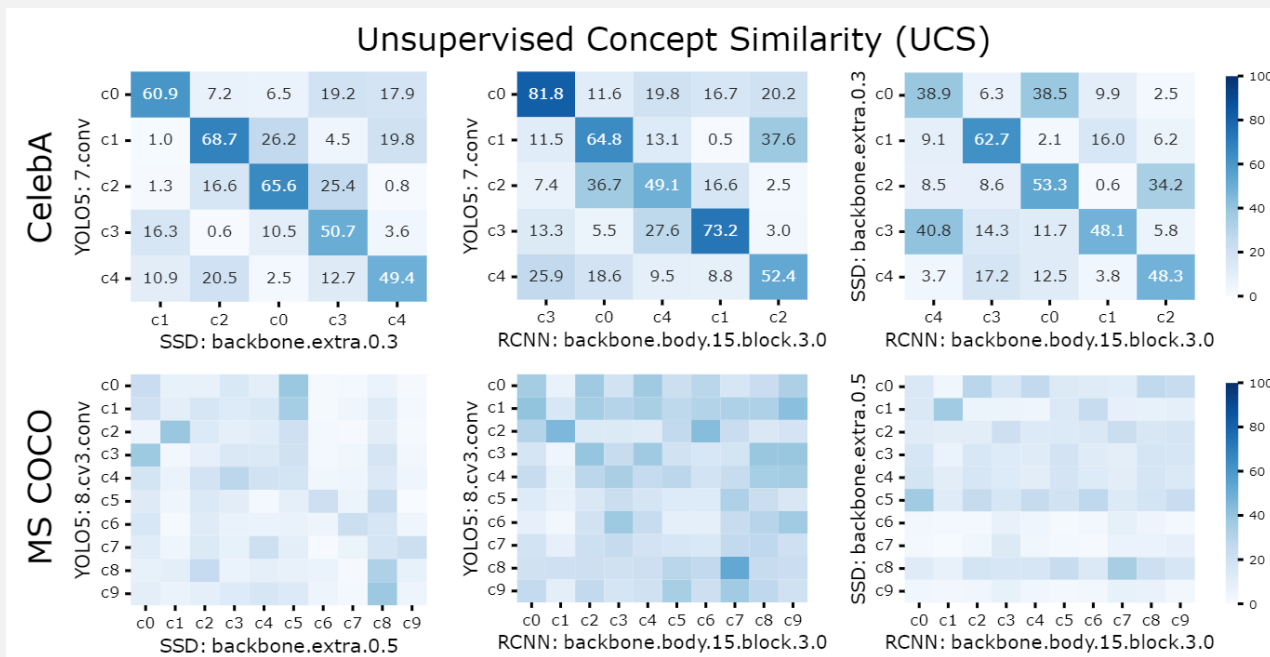 Unsupervised Concept Similarity (UCS)
CelebA
YOLO5: 7.conv
c0 60.9 7.2 6.5 19.2 17.9
c1 1.0 68.7 26.2 4.5 19.8
c2 1.3 16.6 65.6 25.4 0.8
c3 16.3 0.6 10.5 50.7 3.6
c4 10.9 20.5 2.5 12.7 49.4
c1 c2 c0 c3 c4
SSD: backbone.extra.0.3
YOLO5: 7.conv
c0 81.8 11.6 19.8 16.7 20.2
c1 11.5 64.8 13.1 0.5 37.6
c2 7.4 36.7 49.1 16.6 2.5
c3 13.3 5.5 27.6 73.2 3.0
c4 25.9 18.6 9.5 8.8 52.4
c3 c0 c4 c1 c2
RCNN: backbone.body.15.block.3.0
SSD: backbone.extra.0.3
c0 38.9 6.3 38.5 9.9 2.5
c1 9.1 62.7 2.1 16.0 6.2
c2 8.5 8.6 53.3 0.6 34.2
c3 40.8 14.3 11.7 48.1 5.8
c4 3.7 17.2 12.5 3.8 48.3
c4 c3 c0 c1 c2
RCNN: backbone.body.15.block.3.0
100
80
60
40
20
0
MS COCO
YOLO5: 8.cv3.conv
c0
c1
c2
c3
c4
c5
c6
c7
c8
c9
c0 c1 c2 c3 c4 c5 c6 c7 c8 c9
SSD: backbone.extra.0.5
YOLO5: 8.cv3.conv
c0
c1
c2
c3
c4
c5
c6
c7
c8
c9
c0 c1 c2 c3 c4 c5 c6 c7 c8 c9
RCNN: backbone.body.15.block.3.0
SSD: backbone.extra.0.5
c0
c1
c2
c3
c4
c5
c6
c7
c8
c9
c0 c1 c2 c3 c4 c5 c6 c7 c8 c9
RCNN: backbone.body.15.block.3.0
100
80
60
40
20
0